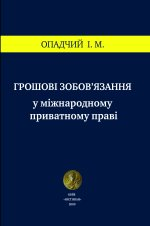 ОПАДЧИЙ І. М.
ГРОШОВІ ЗОБОВ'ЯЗАННЯ
у міжнародному
приватному праві